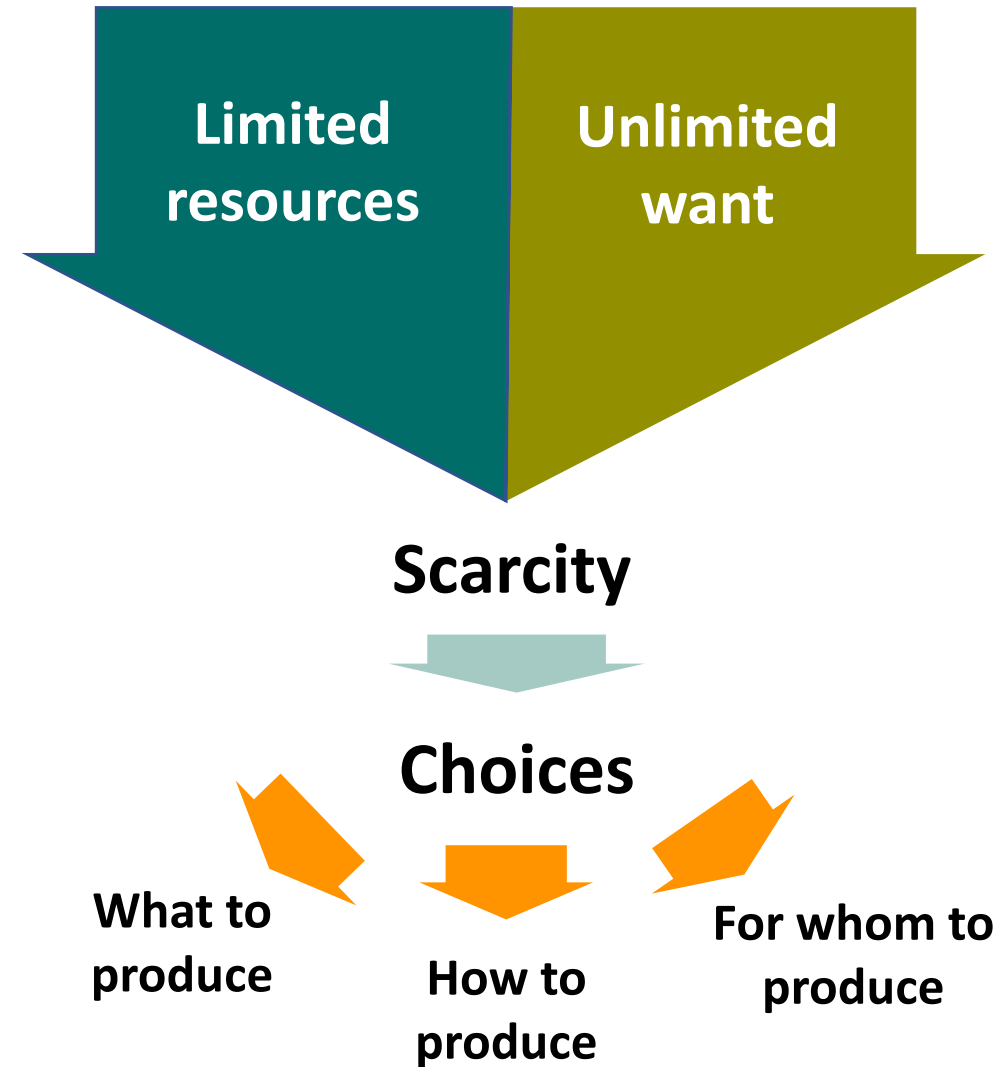 Limited
resources
Unlimited
want
Scarcity
Choices
What to
produce
How to
produce
For whom to
produce